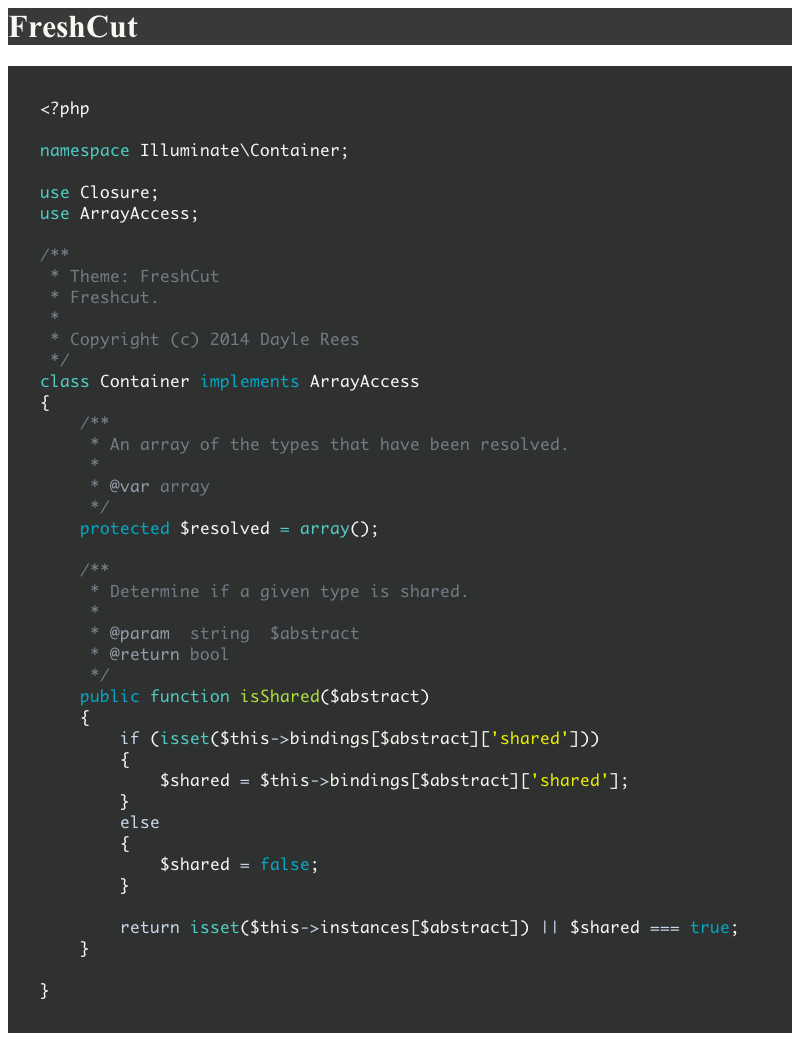 FreshCut
<?php
namespace Illuminate\Container;
use Closure;
use ArrayAccess;
/**
 * Theme: FreshCut
 * Freshcut.
 *
 * Copyright (c) 2014 Dayle Rees
 */
class Container implements ArrayAccess
{
    /**
     * An array of the types that have been resolved.
     *
     * @var array
     */
    protected $resolved = array();
    /**
     * Determine if a given type is shared.
     *
     * @param  string  $abstract
     * @return bool
     */
    public function isShared($abstract)
    {
        if (isset($this->bindings[$abstract]['shared']))
        {
            $shared = $this->bindings[$abstract]['shared'];
        }
        else
        {
            $shared = false;
        }
        return isset($this->instances[$abstract]) || $shared === true;
    }
}